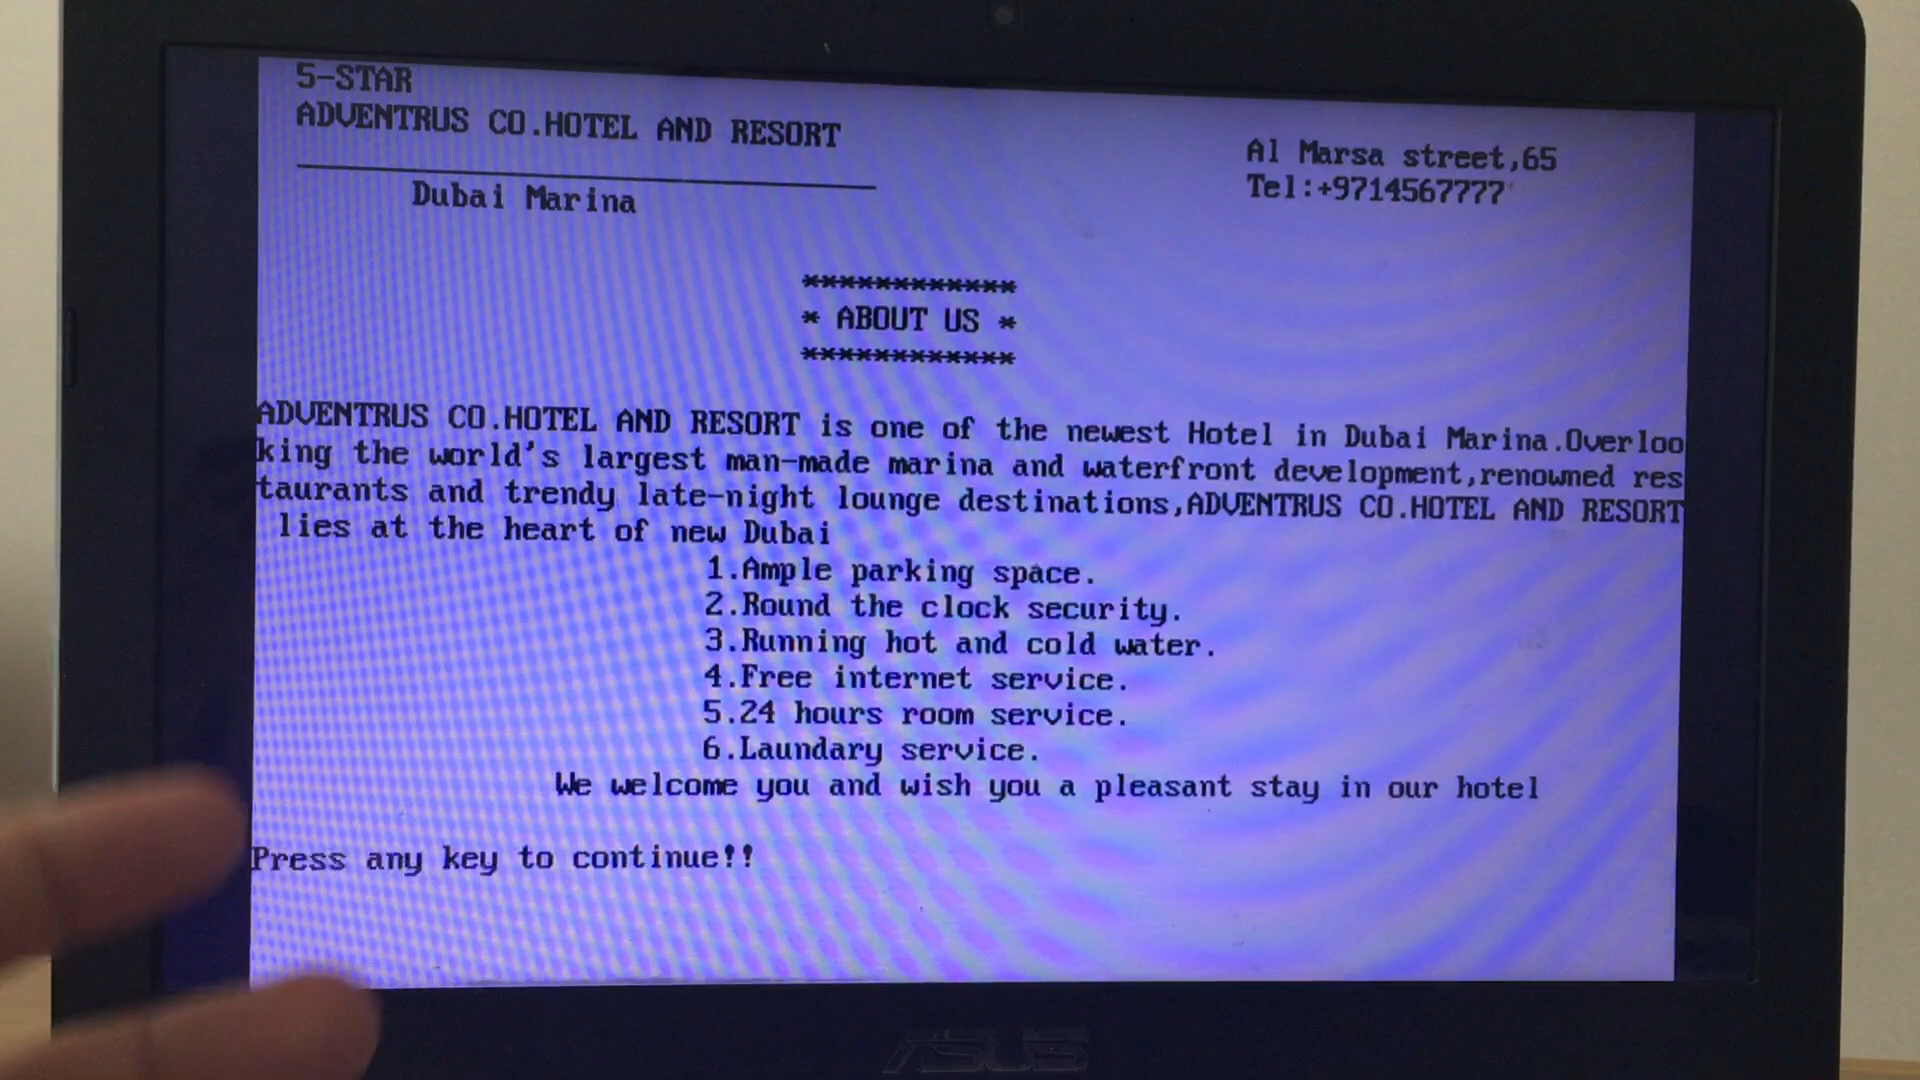 5-STAR
ADVENTRUS CO.HOTEL AND RESORT
Dubai Marina
Al Marsa street,65
Tel:+9714567777
************
* ABOUT US *
************
ADVENTRUS CO.HOTEL AND RESORT is one of the newest Hotel in Dubai Marina.Overloo
king the world's largest man-made marina and waterfront development,renowned res
taurants and trendy late-night lounge destinations,ADVENTRUS CO.HOTEL AND RESORT
lies at the heart of new Dubai
1.Ample parking space.
2.Round the clock security.
3.Running hot and cold water.
4.Free internet service.
5.24 hours room service.
6.Laundary service.
We welcome you and wish you a pleasant stay in our hotel
Press any key to continue!!
ASUS